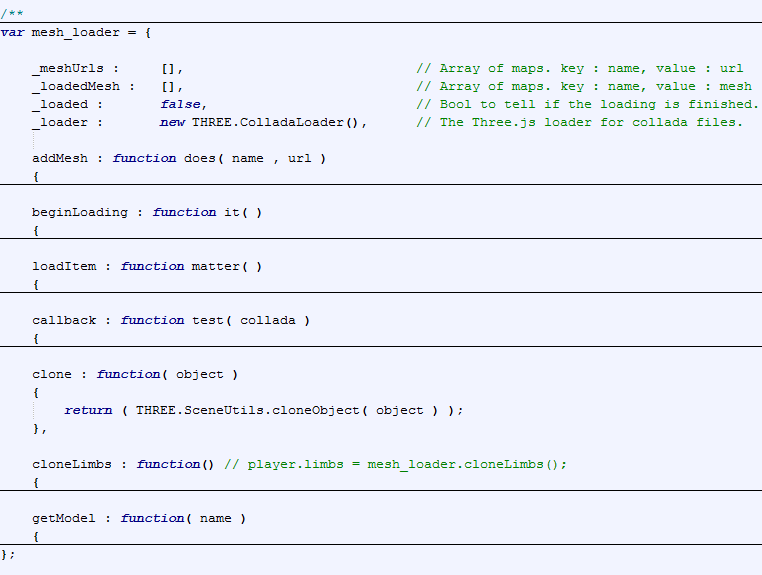 /**
var mesh_loader = {
_meshUrls : [], // Array of maps. key : name, value : url
_loadedMesh : [], // Array of maps. key : name, value : mesh
_loaded : false, // Bool to tell if the loading is finished.
_loader : new THREE.ColladaLoader(), // The Three.js loader for collada files.
addMesh : function does( name , url )
{
beginLoading : function it( )
{
loadItem : function matter( )
{
callback : function test( collada )
{
clone : function( object )
{
return ( THREE.SceneUtils.cloneObject( object ) );
},
cloneLimbs : function() // player.limbs = mesh_loader.cloneLimbs();
{
getModel : function( name )
{
};